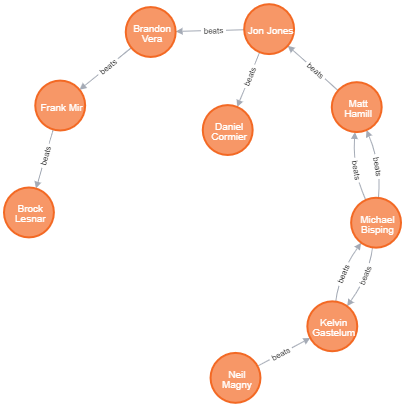 Brandon
Vera
beats
Jon Jones
beats
beats
beats
Frank Mir
Matt
Hamill
Daniel
Cormier
beats
beats
beats
Brock
Lesnar
Michael
Bisping
beats
beats
Kelvin
Gastelum
beats
Neil
Magny